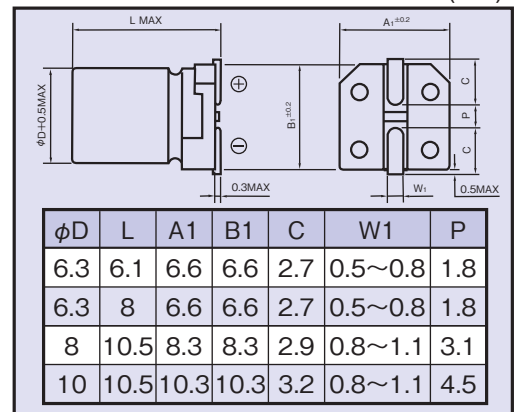 L MAX
A1±0.2
φD+0.5MAX
B1±0.2
C
P
C
W1
0.3MAX
0.5MAX
φD L A1 B1 C W1 P
6.3 6.1 6.6 6.6 2.7 0.5～0.8 1.8
6.3 8 6.6 6.6 2.7 0.5～0.8 1.8
8 10.5 8.3 8.3 2.9 0.8～1.1 3.1
10 10.5 10.3 10.3 3.2 0.8～1.1 4.5